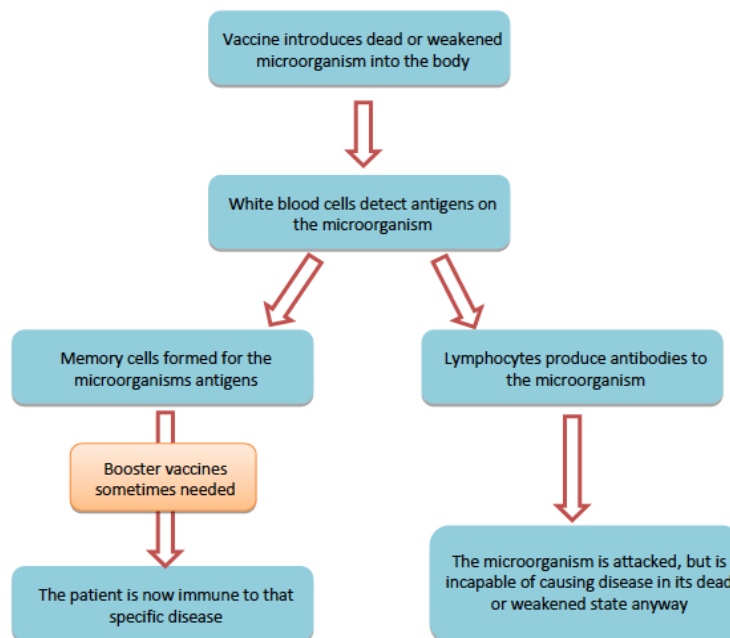 Vaccine introduces dead or weakened
microorganism into the body
White blood cells detect antigens on
the microorganism
Memory cells formed for the
microorganisms antigens
Lymphocytes produce antibodies to
the microorganism
Booster vaccines
sometimes needed
The patient is now immune to that
specific disease
The microorganism is attacked, but is
incapable of causing disease in its dead
or weakened state anyway